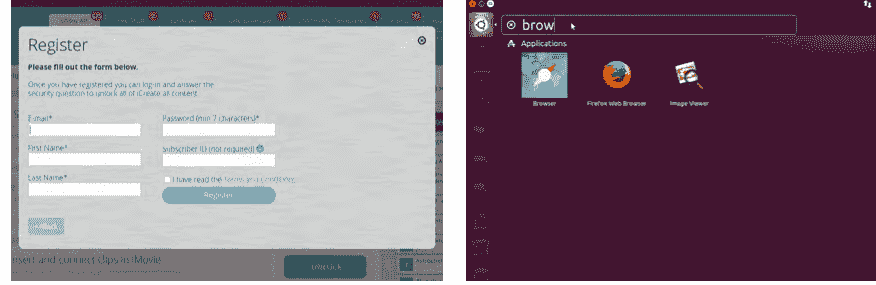 Register
Please fill out the form below.
Once you have registered you can log-in and answer the
security question to unlock all of iCreate all content.
E-mail*
Password (min 7 characters)*
First Name*
Subscriber ID (not required)
Last Name*
I have read the
Register
insert and connect clips in iMovie
UNLOCK
brow
Applications
Browser
Firefox Web Browser
Image Viewer